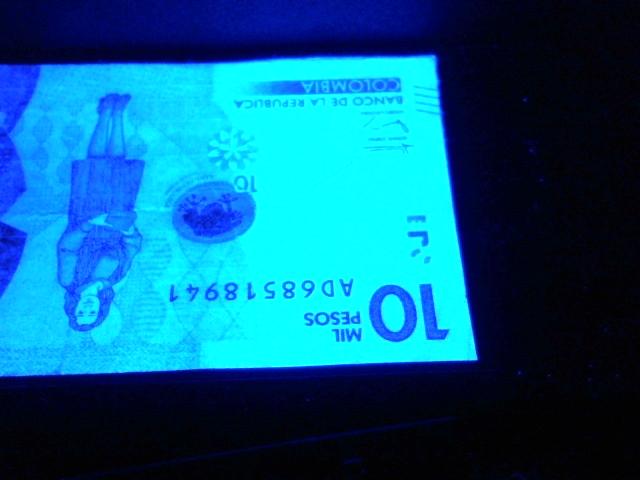 10 MIL
PESOS
AD68518941
10
BANCO DE LA REPUBLICA
COLOMBIA